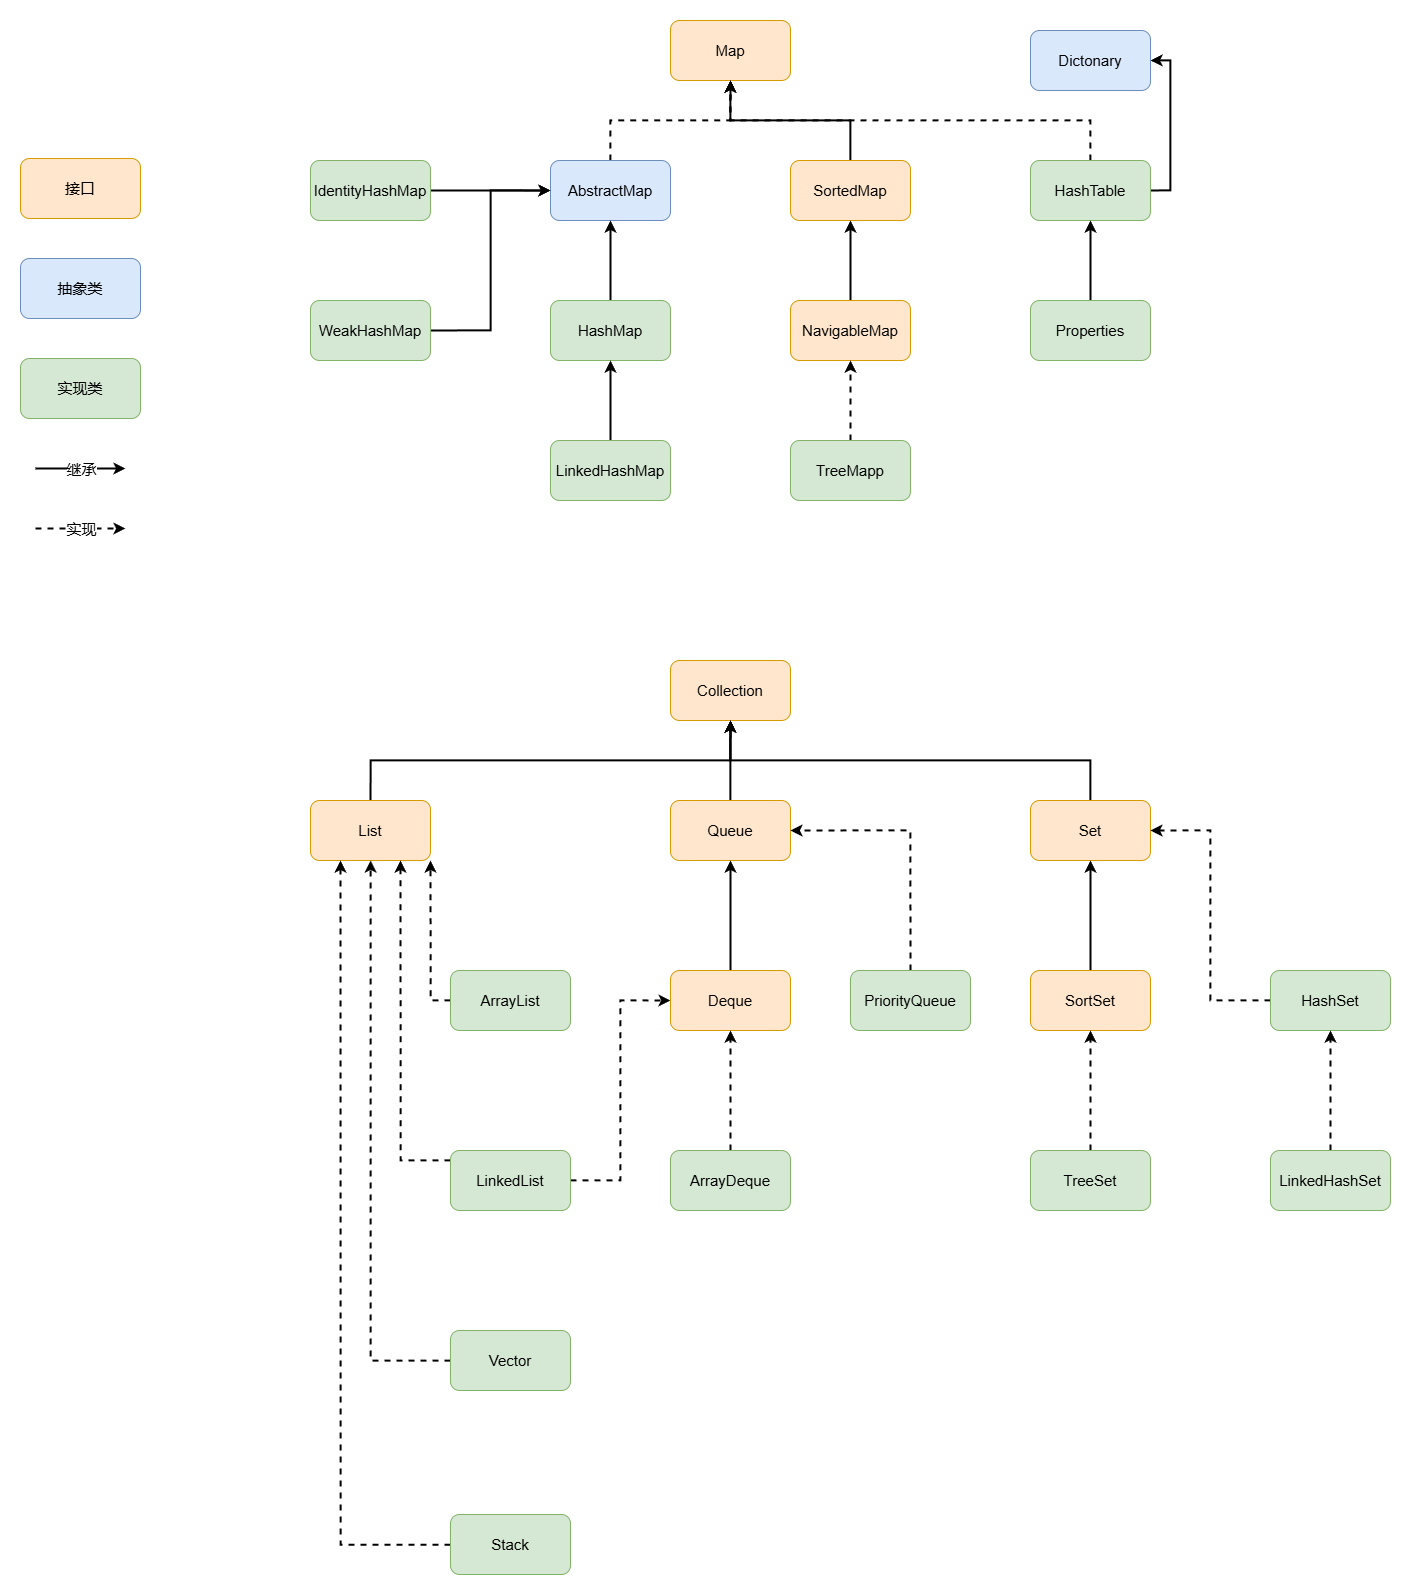 Map
Dictonary
接口
IdentityHashMap
AbstractMap
SortedMap
HashTable
抽象类
WeakHashMap
HashMap
NavigableMap
Properties
实现类
继承
LinkedHashMap
TreeMapp
实现
Collection
List
Queue
Set
ArrayList
Deque
PriorityQueue
SortSet
HashSet
LinkedList
ArrayDeque
TreeSet
LinkedHashSet
Vector
Stack